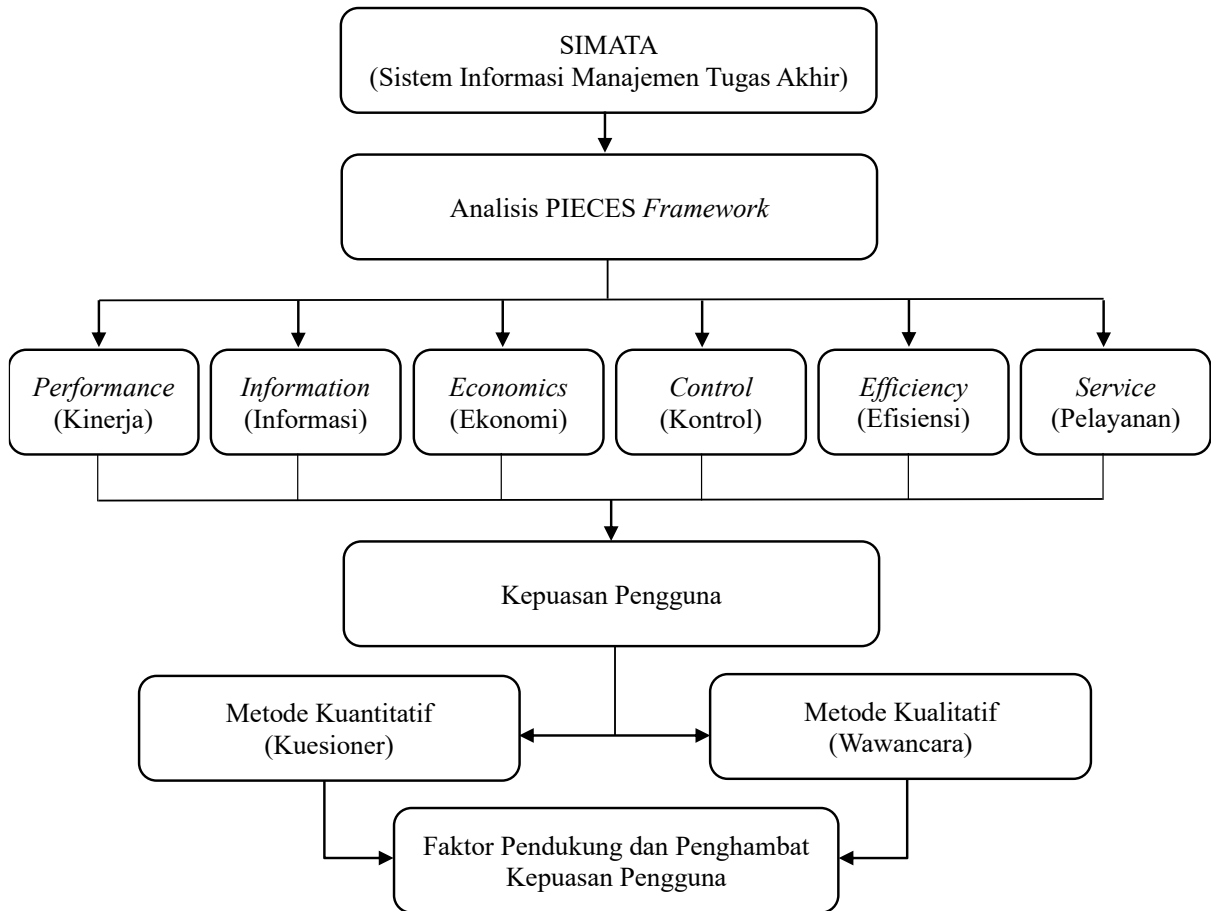 SIMATA
(Sistem Informasi Manajemen Tugas Akhir)
Analisis PIECES Framework
Performance
(Kinerja)
Information
(Informasi)
Economics
(Ekonomi)
Control
(Kontrol)
Efficiency
(Efisiensi)
Service
(Pelayanan)
Kepuasan Pengguna
Metode Kuantitatif
(Kuesioner)
Metode Kualitatif
(Wawancara)
Faktor Pendukung dan Penghambat
Kepuasan Pengguna